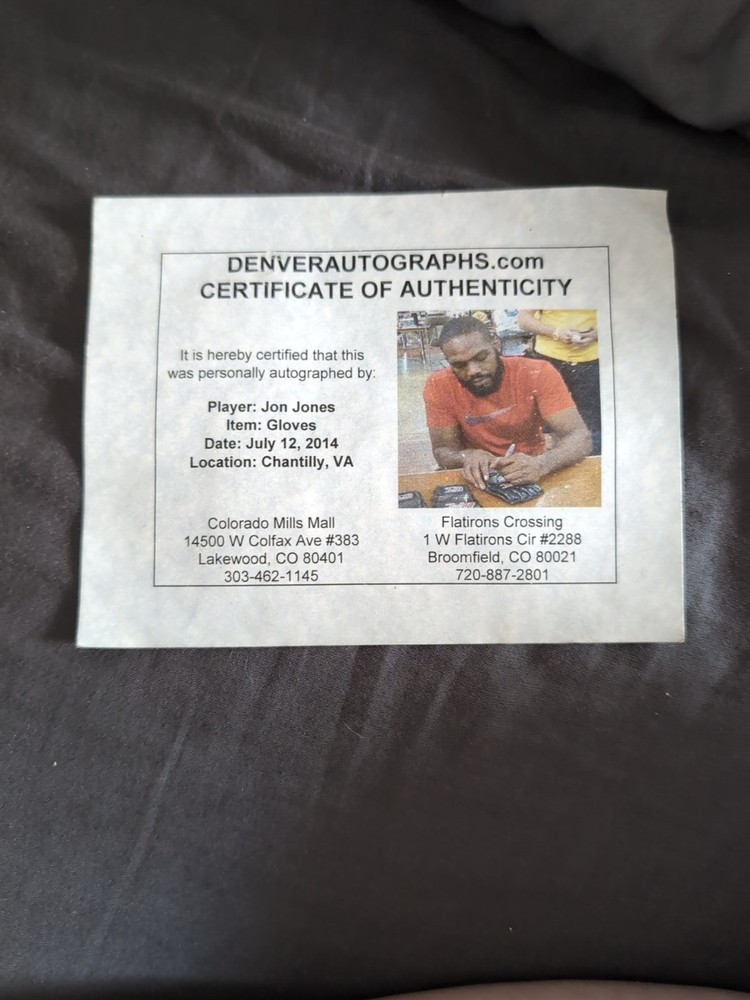 DENVERAUTOGRAPHS.com
CERTIFICATE OF AUTHENTICITY
It is hereby certified that this
was personally autographed by:
Player: Jon Jones
Item: Gloves
Date: July 12, 2014
Location: Chantilly, VA
Colorado Mills Mall
14500 W Colfax Ave #383
Lakewood, CO 80401
303-462-1145
Flatirons Crossing
1 W Flatirons Cir #2288
Broomfield, CO 80021
720-887-2801